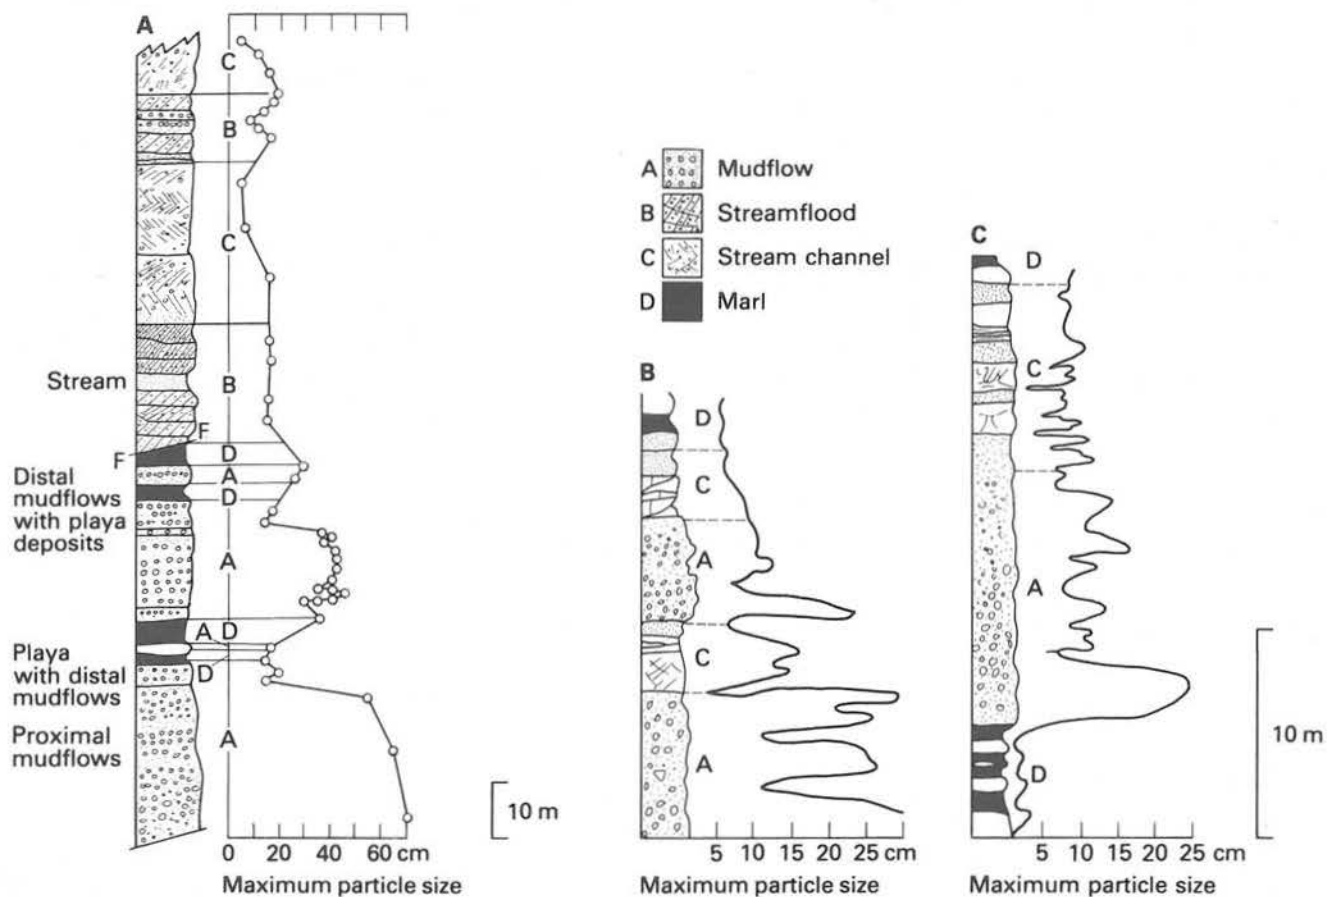 A
C
B
C
Stream
B
F
F
D
A
D
Distal
mudflows
with playa
deposits
A
A
D
Playa
with distal
mudflows
D
Proximal
mudflows
A
10 m
0 20 40 60 cm
Maximum particle size
A Mudflow
B Streamflood
C Stream channel
D Marl
B
D
C
A
C
A
5 10 15 20 25 cm
Maximum particle size
C
D
C
A
D
10 m
5 10 15 20 25 cm
Maximum particle size